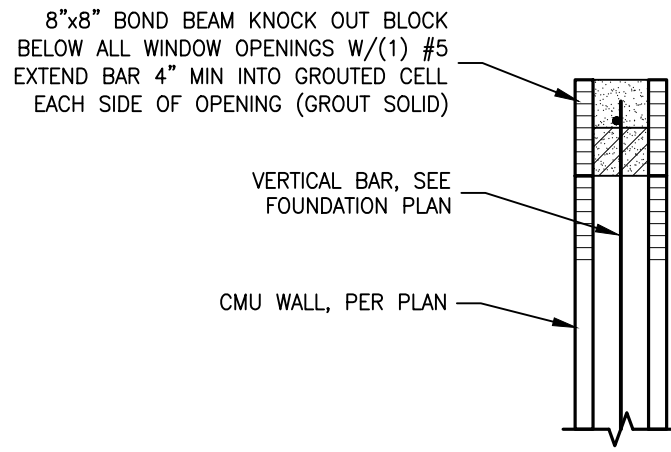 8"x8" BOND BEAM KNOCK OUT BLOCK
BELOW ALL WINDOW OPENINGS W/(1) #5
EXTEND BAR 4" MIN INTO GROUTED CELL
EACH SIDE OF OPENING (GROUT SOLID)
VERTICAL BAR, SEE
FOUNDATION PLAN
CMU WALL, PER PLAN